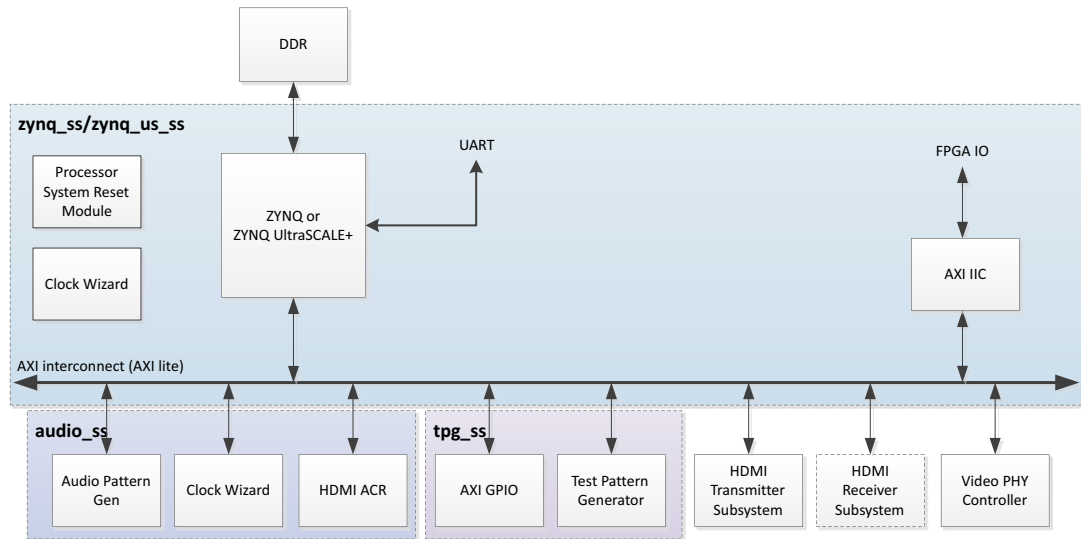 DDR
zynq_ss/zynq_us_ss
Processor
System Reset
Module
ZYNQ or
ZYNQ UltraSCALE+
UART
FPGA IO
Clock Wizard
AXI IIC
AXI interconnect (AXI lite)
audio_ss
Audio Pattern
Gen
Clock Wizard
HDMI ACR
tpg_ss
AXI GPIO
Test Pattern
Generator
HDMI
Transmitter
Subsystem
HDMI
Receiver
Subsystem
Video PHY
Controller